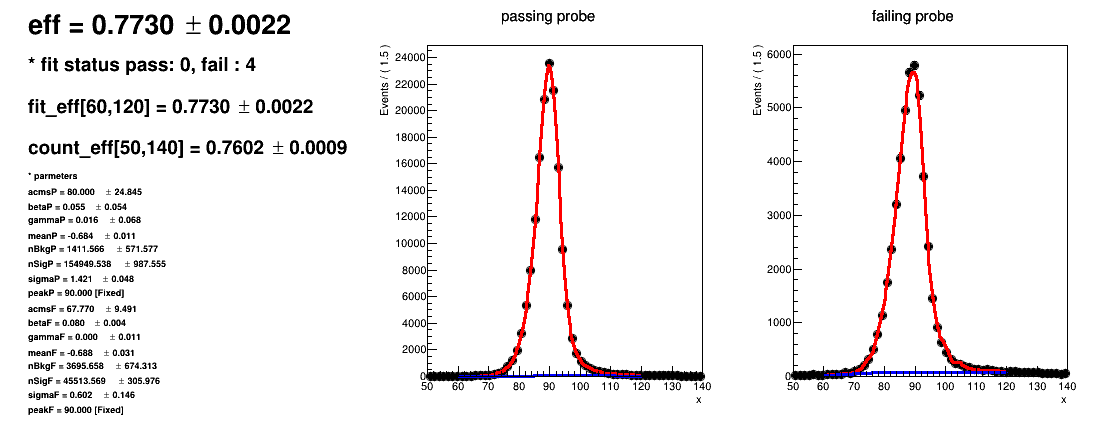 eff = 0.7730 ± 0.0022
* fit status pass: 0, fail : 4
fit_eff[60,120] = 0.7730 ± 0.0022
count_eff[50,140] = 0.7602 ± 0.0009
* parmeters
acmsP = 80.000 ± 24.845
betaP = 0.055 ± 0.054
gammaP = 0.016 ± 0.068
meanP = -0.684 ± 0.011
nBkgP = 1411.566 ± 571.577
nSigP = 154949.538 ± 987.555
sigmaP = 1.421 ± 0.048
peakP = 90.000 [Fixed]
acmsF = 67.770 ± 9.491
betaF = 0.080 ± 0.004
gammaF = 0.000 ± 0.011
meanF = -0.688 ± 0.031
nBkgF = 3695.658 ± 674.313
nSigF = 45513.569 ± 305.976
sigmaF = 0.602 ± 0.146
peakF = 90.000 [Fixed]
passing probe
Events / ( 1.5 )
24000
22000
20000
18000
16000
14000
12000
10000
8000
6000
4000
2000
0
50 60 70 80 90 100 110 120 130 140
x
failing probe
Events / ( 1.5 )
6000
5000
4000
3000
2000
1000
0
50 60 70 80 90 100 110 120 130 140
x